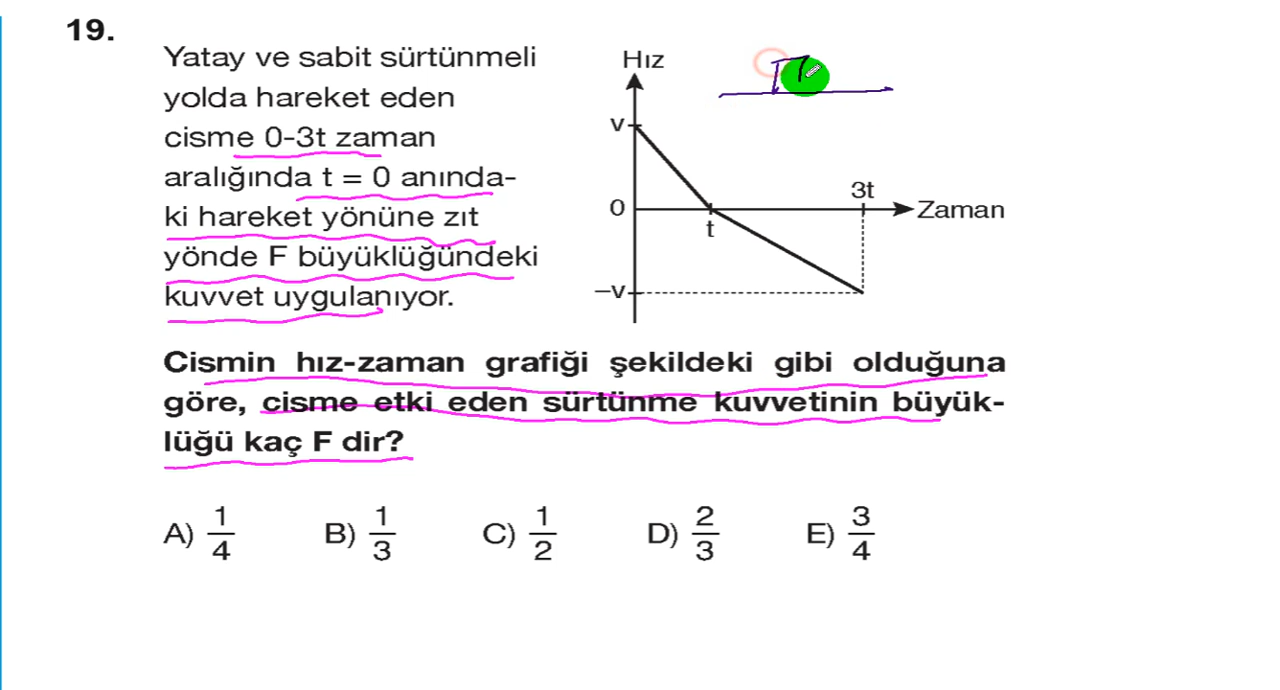 19.
Yatay ve sabit sürtünmeli
yolda hareket eden
cisme 0-3t zaman
aralığında t = 0 anında-
ki hareket yönüne zıt
yönde F büyüklüğündeki
kuvvet uygulanıyor.
Hız
v
0
t
3t
Zaman
–v
Cismin hız-zaman grafiği şekildeki gibi olduğuna
göre, cisme etki eden sürtünme kuvvetinin büyük-
lüğü kaç F dir?
A) 1/4 B) 1/3 C) 1/2 D) 2/3 E) 3/4